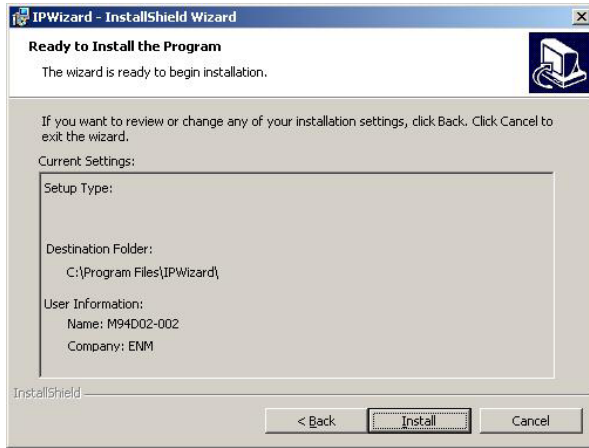 IPWizard - InstallShield Wizard
Ready to Install the Program
The wizard is ready to begin installation.
If you want to review or change any of your installation settings, click Back. Click Cancel to
exit the wizard.
Current Settings:
Setup Type:
Destination Folder:
C:\Program Files\IPWizard\
User Information:
Name: M94D02-002
Company: ENM
InstallShield
< Back
Install
Cancel